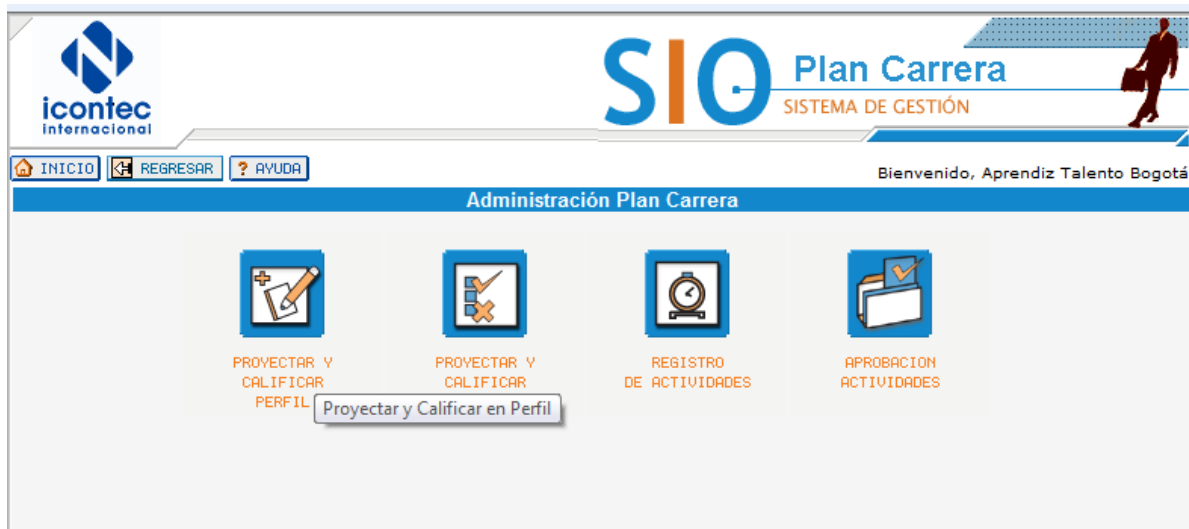 icontec
internacional
SIO
Plan Carrera
SISTEMA DE GESTIÓN
INICIO REGRESAR ? AYUDA
Bienvenido, Aprendiz Talento Bogotá
Administración Plan Carrera
PROYECTAR Y
CALIFICAR
PERFIL
PROYECTAR Y
CALIFICAR
REGISTRO
DE ACTIVIDADES
APROBACION
ACTIVIDADES
Proyectar y Calificar en Perfil